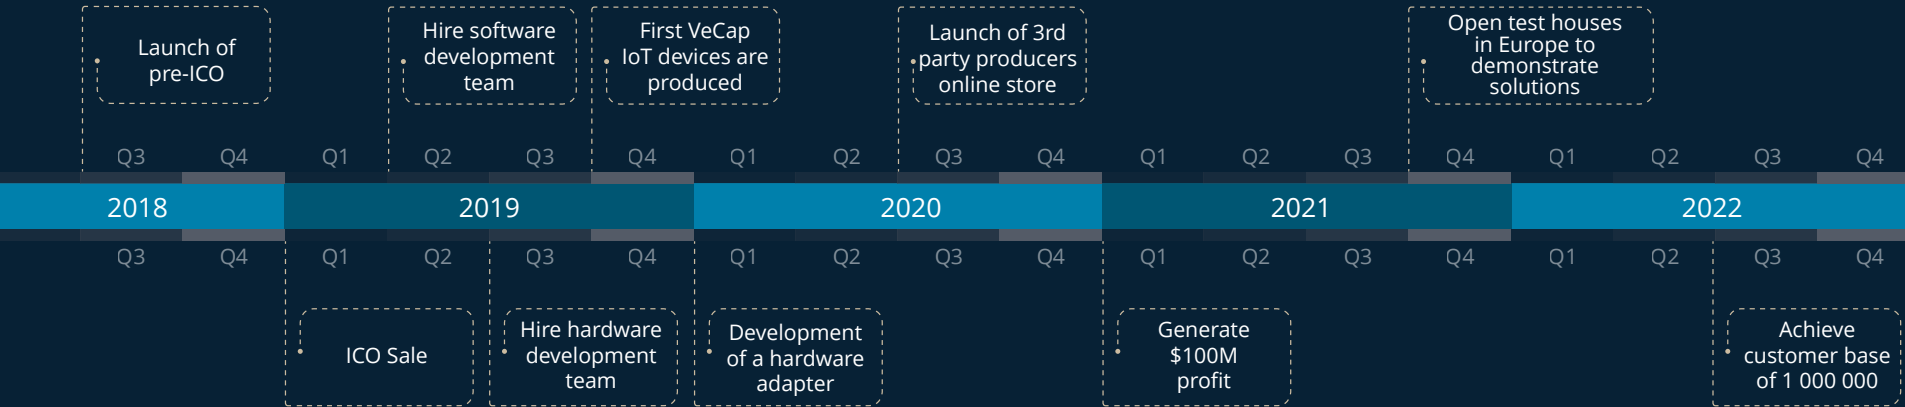 Launch of
pre-ICO
Hire software
development
team
First VeCap
IoT devices are
produced
Launch of 3rd
party producers
online store
Open test houses
in Europe to
demonstrate
solutions
Q3 Q4 Q1 Q2 Q3 Q4 Q1 Q2 Q3 Q4 Q1 Q2 Q3 Q4 Q1 Q2 Q3 Q4
2018 2019 2020 2021 2022
Q3 Q4 Q1 Q2 Q3 Q4 Q1 Q2 Q3 Q4 Q1 Q2 Q3 Q4 Q1 Q2 Q3 Q4
ICO Sale
Hire hardware
development
team
Development
of a hardware
adapter
Generate
$100M
profit
Achieve
customer base
of 1 000 000